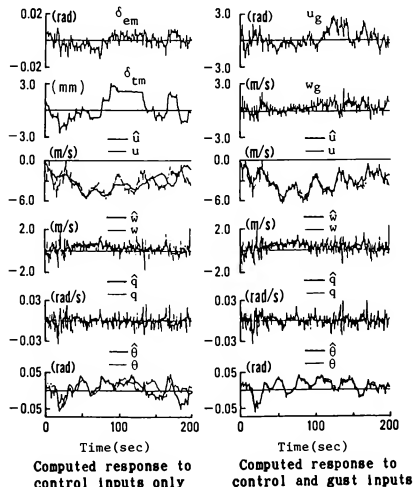 0.02 (rad) δem
−0.02
3.0 (mm) δtm
−3.0
(m/s) û u
0.0
−6.0
(m/s) ŵ w
2.0
−2.0
(rad/s) q̂ q
0.03
−0.03
(rad) θ̂ θ
0.05
−0.05
0 100 200
Time(sec)
Computed response to
control inputs only
3.0 (rad) ug
−3.0
3.0 (m/s) wg
−3.0
(m/s) û u
0.0
−6.0
(m/s) ŵ w
2.0
−2.0
(rad/s) q̂ q
0.03
−0.03
(rad) θ̂ θ
0.05
−0.05
0 100 200
Time(sec)
Computed response to
control and gust inputs